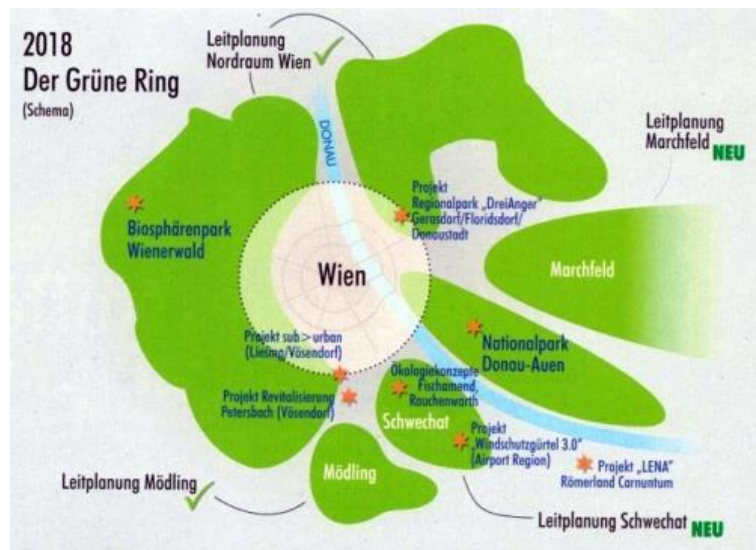 2018
Der Grüne Ring
(Schema)
Leitplanung
Nordraum Wien
DONAU
Leitplanung
Marchfeld
NEU
Projekt
Regionalpark „DreiAnger“
Gerasdorf/Floridsdorf/
Donaustadt
Biosphärenpark
Wienerwald
Wien
Marchfeld
Projekt sub>urban
(Liesing/Vösendorf)
Nationalpark
Donau-Auen
Ökologiekonzepte
Fischamend,
Rauchenwarth
Projekt Revitalisierung
Petersbach (Vösendorf)
Schwechat
Projekt
„Windschutzgürtel 3.0“
(Airport Region)
Mödling
Projekt „LENA“
Römerland Carnuntum
Leitplanung Mödling
Leitplanung Schwechat NEU